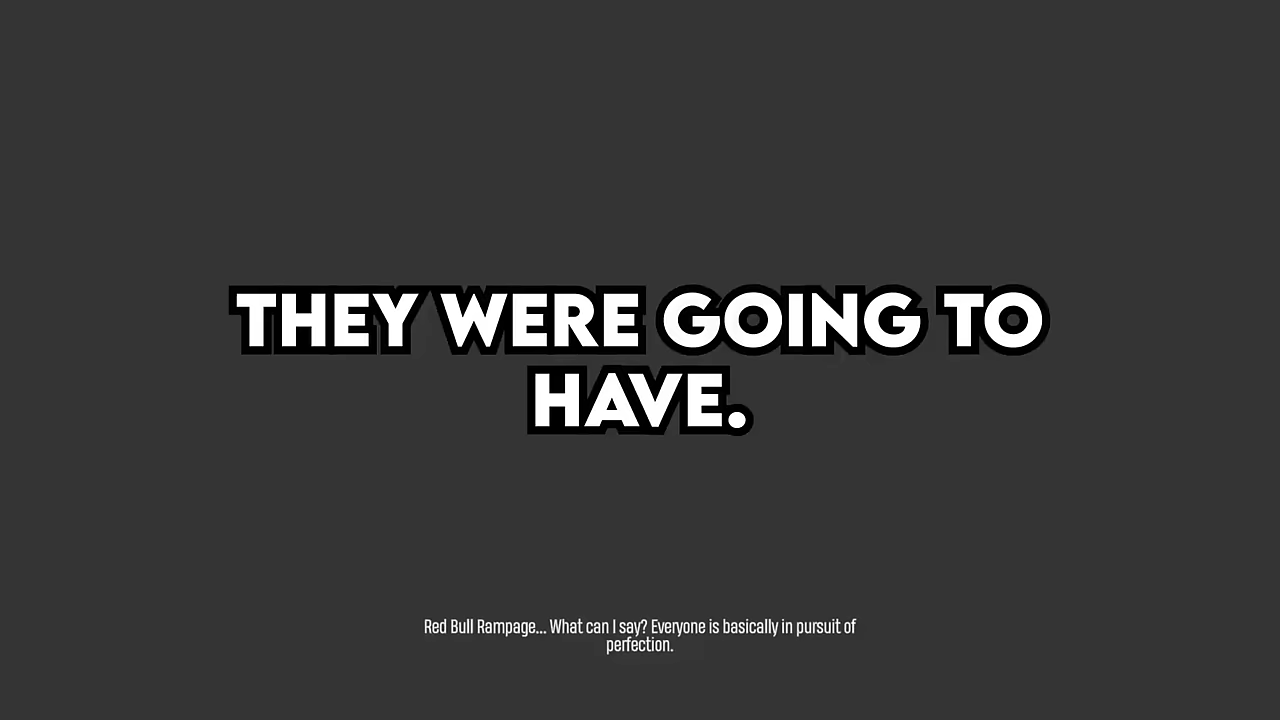 THEY WERE GOING TO
HAVE.
Red Bull Rampage... What can I say? Everyone is basically in pursuit of
perfection.